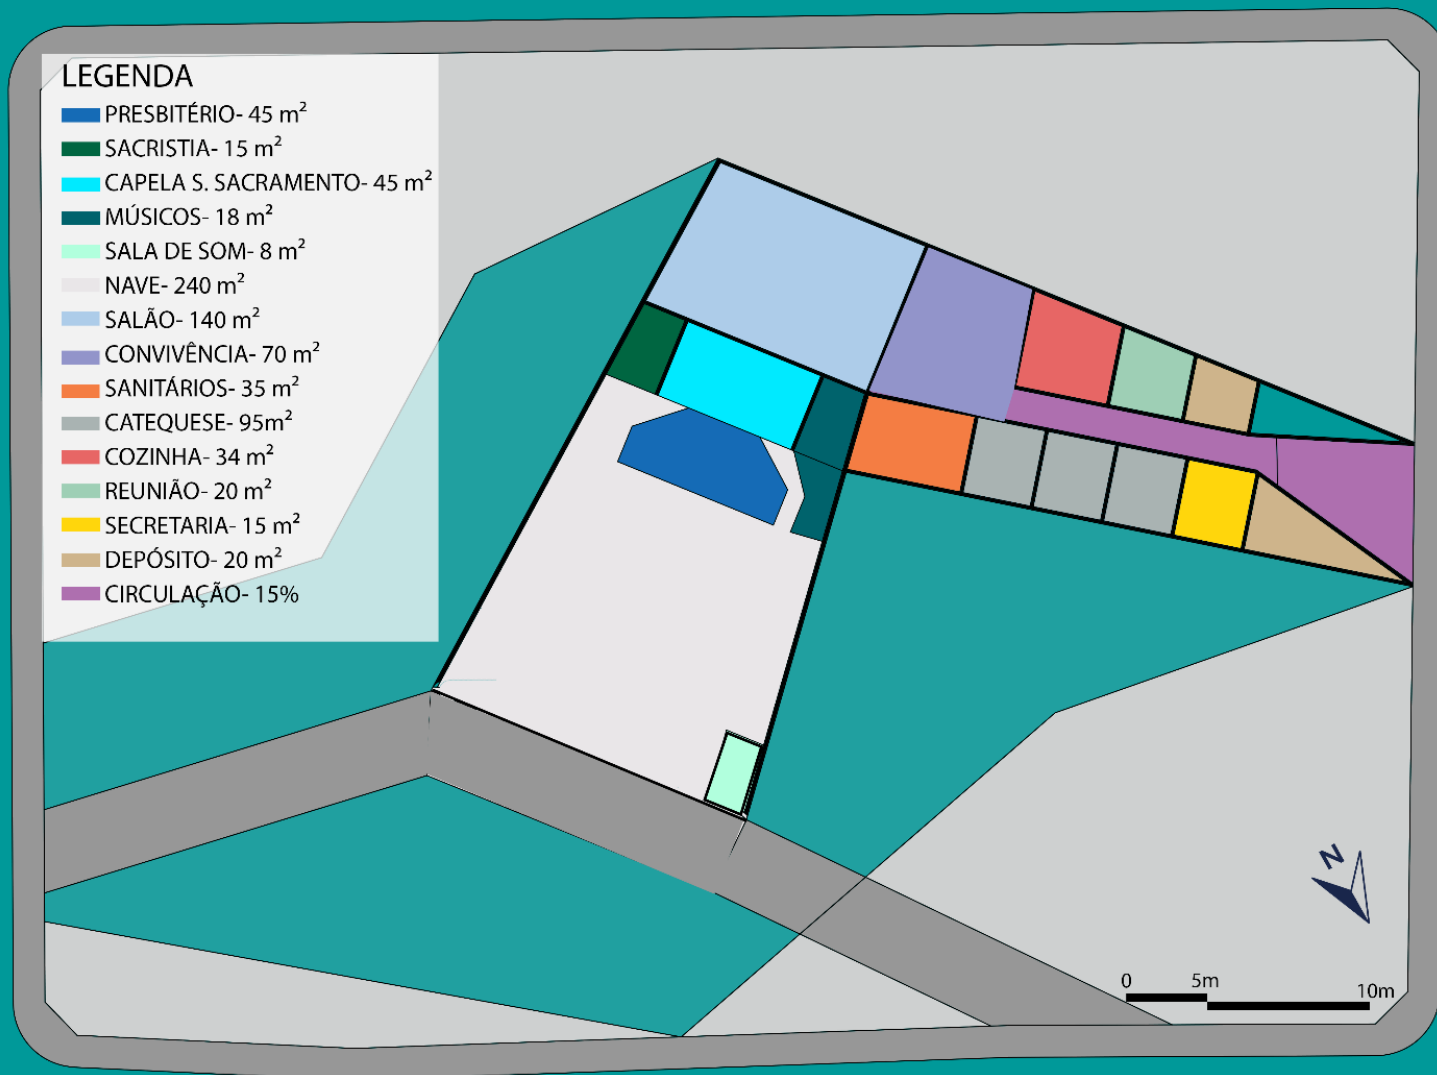 LEGENDA
PRESBITÉRIO- 45 m²
SACRISTIA- 15 m²
CAPELA S. SACRAMENTO- 45 m²
MÚSICOS- 18 m²
SALA DE SOM- 8 m²
NAVE- 240 m²
SALÃO- 140 m²
CONVIVÊNCIA- 70 m²
SANITÁRIOS- 35 m²
CATEQUESE- 95m²
COZINHA- 34 m²
REUNIÃO- 20 m²
SECRETARIA- 15 m²
DEPÓSITO- 20 m²
CIRCULAÇÃO- 15%
N
0 5m 10m